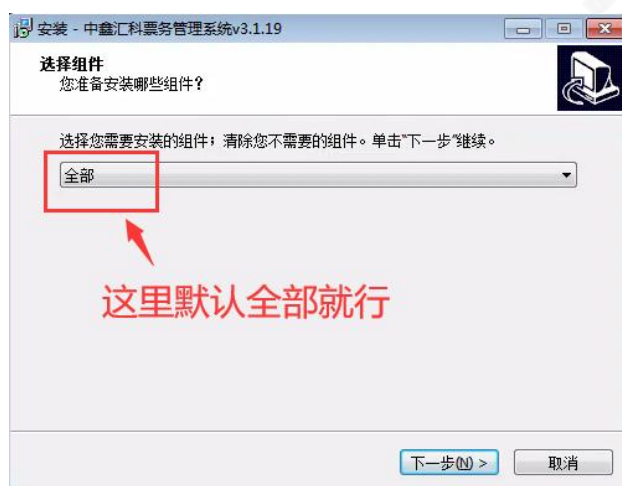 安装 - 中鑫汇科票务管理系统v3.1.19
选择组件
您准备安装哪些组件?
选择您需要安装的组件；清除您不需要的组件。单击“下一步”继续。
全部
这里默认全部就行
下一步(N) >
取消